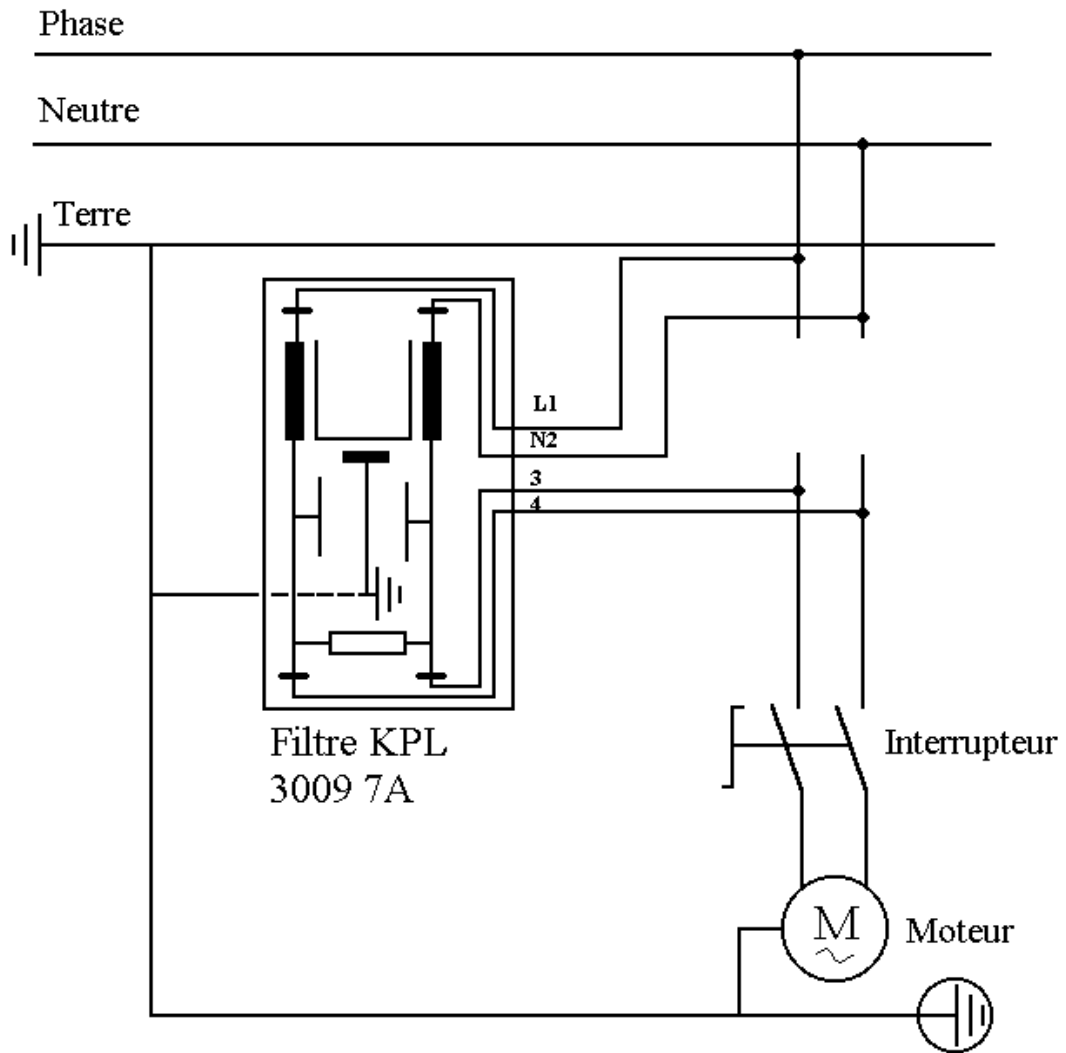 Phase
Neutre
Terre
L1
N2
3
4
Filtre KPL
3009 7A
Interrupteur
M
Moteur